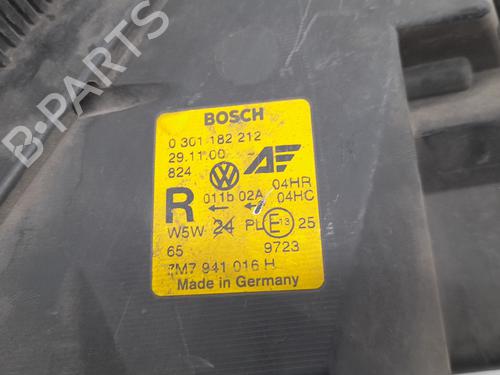 B-PARTS
BOSCH
0 301 182 212
29.11.00
824
R 011b 02A 04HR
04HC
W5W 24 PL E13 25
65 9723
7M7 941 016 H
Made in Germany